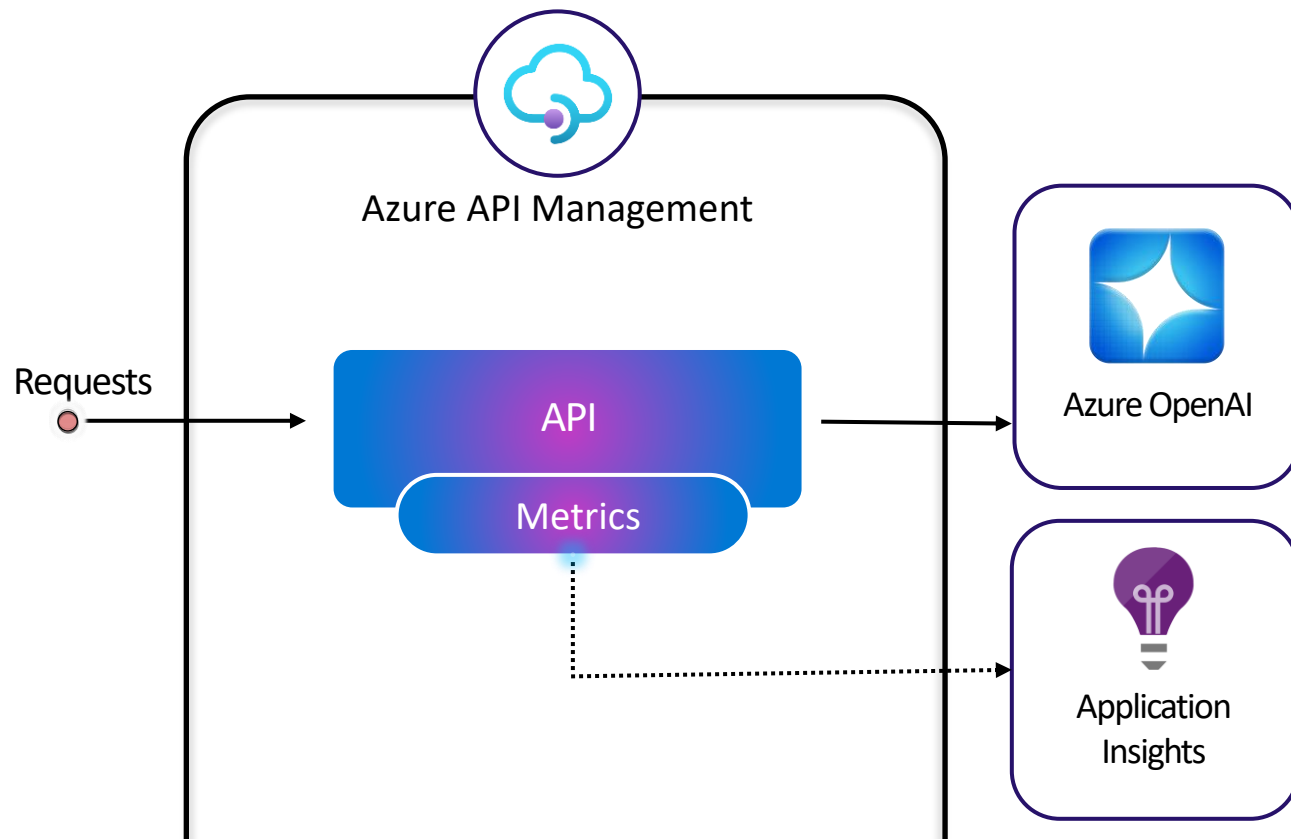 Azure API Management
Requests
API
Metrics
Azure OpenAI
Application
Insights